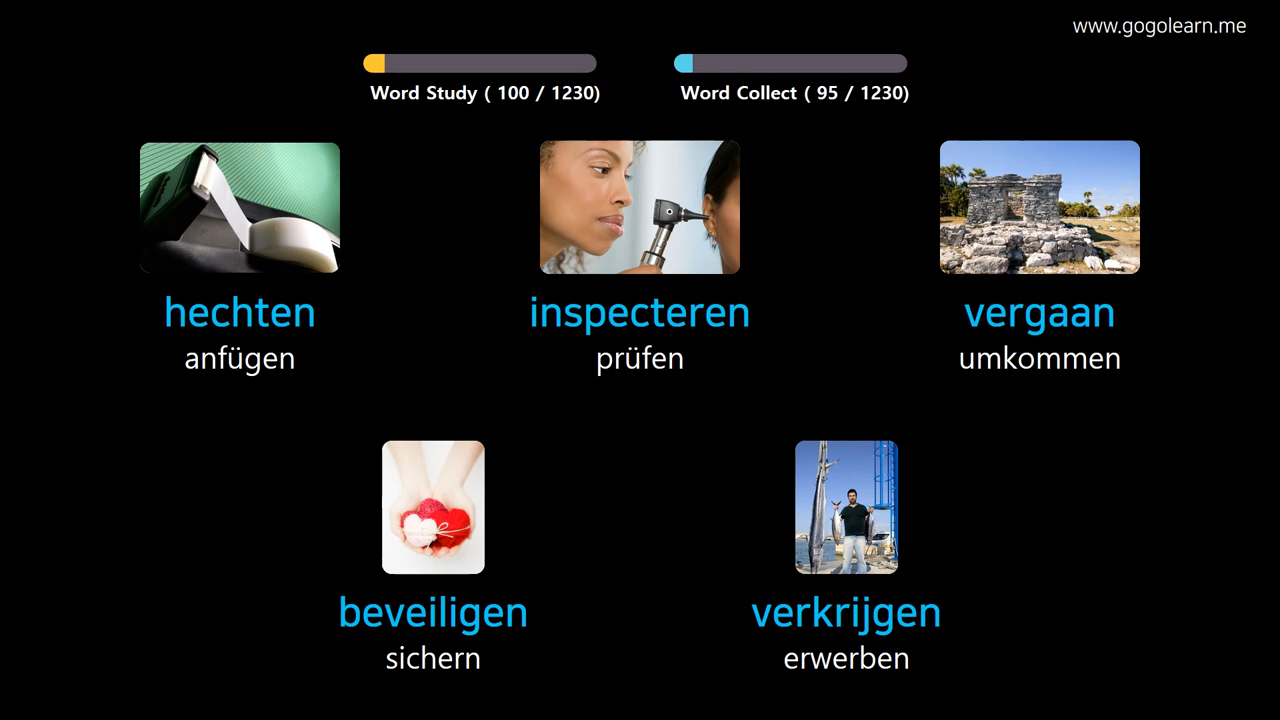 www.gogolearn.me
Word Study ( 100 / 1230)
Word Collect ( 95 / 1230)
hechten
anfügen
inspecteren
prüfen
vergaan
umkommen
beveiligen
sichern
verkrijgen
erwerben